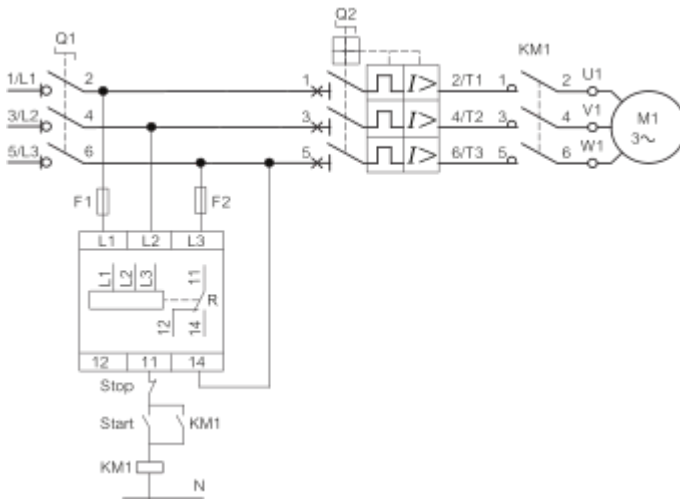 Q1
Q2
KM1
1/L1 2 1 I> 2/T1 1 2 U1
3/L2 4 3 I> 4/T2 3 4 V1
M1
3~
5/L3 6 5 I> 6/T3 5 6 W1
F1 F2
L1 L2 L3
L1 L2 L3 11
R
12 14
12 11 14
Stop
Start KM1
KM1
N